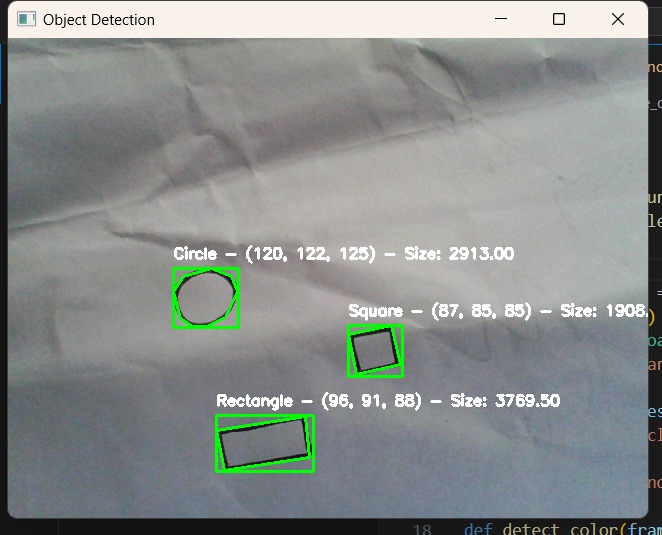 Object Detection
Circle - (120, 122, 125) - Size: 2913.00
Square - (87, 85, 85) - Size: 1908.
Rectangle - (96, 91, 88) - Size: 3769.50
18 def detect_color(fram